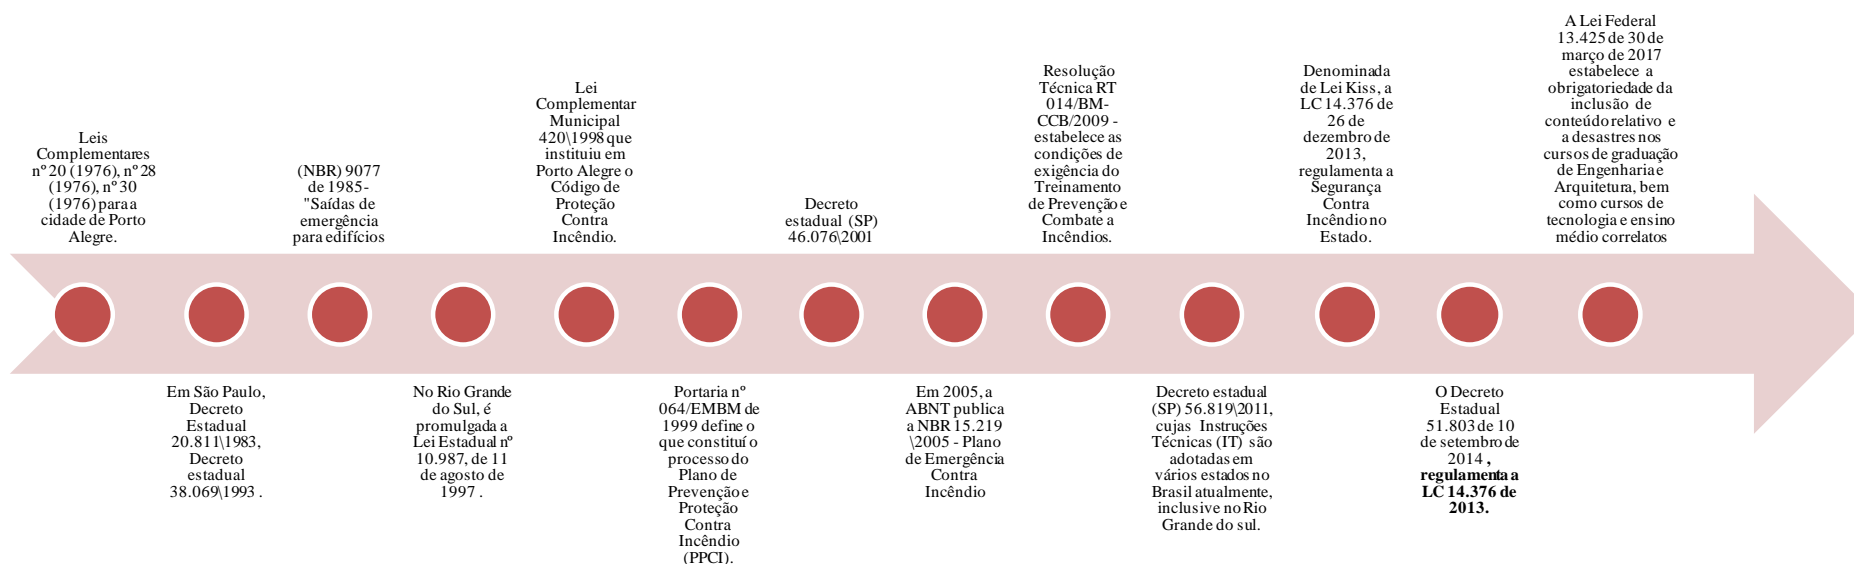 Leis
Complementares
nº 20 (1976), nº 28
(1976), nº 30
(1976) para a
cidade de Porto
Alegre.
Em São Paulo,
Decreto
Estadual
20.811\1983,
Decreto
estadual
38.069\1993 .
(NBR) 9077
de 1985-
"Saídas de
emergência
para edifícios
No Rio Grande
do Sul, é
promulgada a
Lei Estadual nº
10.987, de 11
de agosto de
1997 .
Lei
Complementar
Municipal
420\1998 que
instituiu em
Porto Alegre o
Código de
Proteção
Contra
Incêndio.
Portaria nº
064/EMBM de
1999 define o
que constituí o
processo do
Plano de
Prevenção e
Proteção
Contra
Incêndio
(PPCI).
Decreto
estadual (SP)
46.076\2001
Em 2005, a
ABNT publica
a NBR 15.219
\2005 - Plano
de Emergência
Contra
Incêndio
Resolução
Técnica RT
014/BM-
CCB/2009 -
estabelece as
condições de
exigência do
Treinamento
de Prevenção e
Combate a
Incêndios.
Decreto estadual
(SP) 56.819\2011,
cujas Instruções
Técnicas (IT) são
adotadas em
vários estados no
Brasil atualmente,
inclusive no Rio
Grande do sul.
Denominada
de Lei Kiss, a
LC 14.376 de
26 de
dezembro de
2013,
regulamenta a
Segurança
Contra
Incêndio no
Estado.
O Decreto
Estadual
51.803 de 10
de setembro de
2014 ,
regulamenta a
LC 14.376 de
2013.
A Lei Federal
13.425 de 30 de
março de 2017
estabelece a
obrigatoriedade da
inclusão de
conteúdo relativo e
a desastres nos
cursos de graduação
de Engenharia e
Arquitetura, bem
como cursos de
tecnologia e ensino
médio correlatos